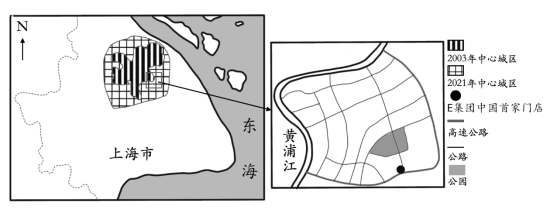 N
东
海
上海市
黄
浦
江
2003年中心城区
2021年中心城区
E集团中国首家门店
高速公路
公路
公园